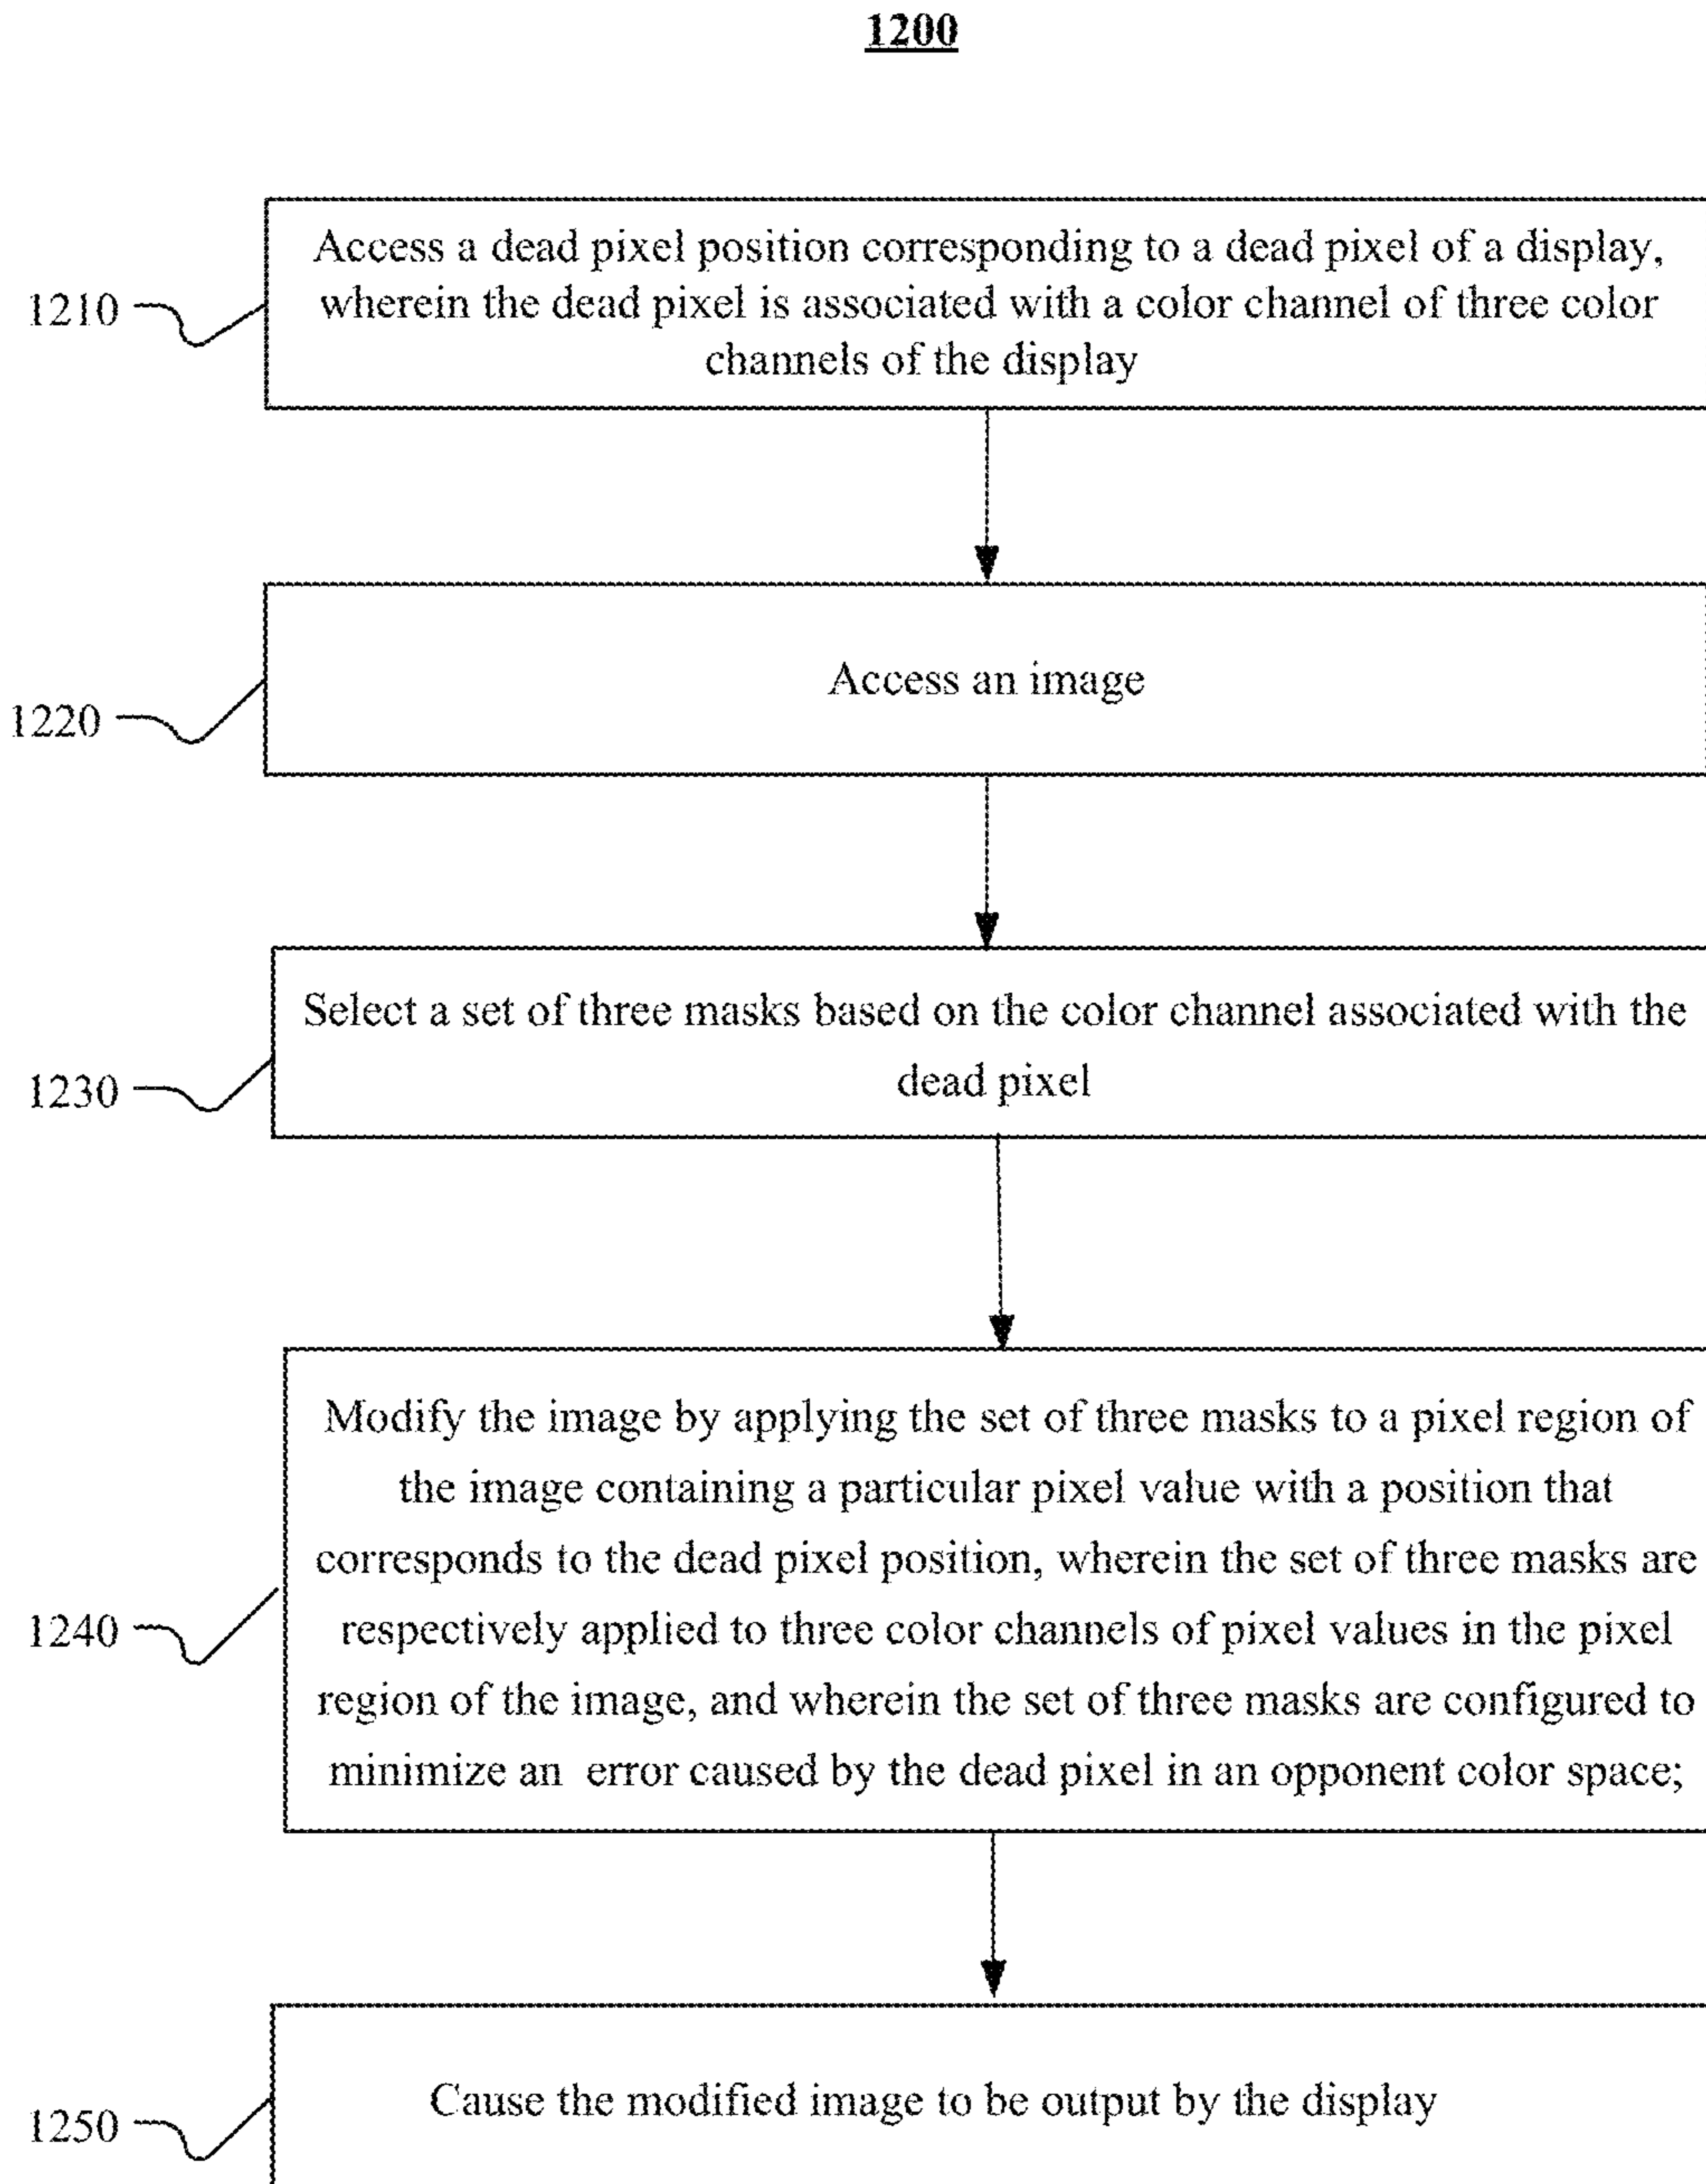 1200
1210
Access a dead pixel position corresponding to a dead pixel of a display,
wherein the dead pixel is associated with a color channel of three color
channels of the display
1220
Access an image
1230
Select a set of three masks based on the color channel associated with the
dead pixel
1240
Modify the image by applying the set of three masks to a pixel region of
the image containing a particular pixel value with a position that
corresponds to the dead pixel position, wherein the set of three masks are
respectively applied to three color channels of pixel values in the pixel
region of the image, and wherein the set of three masks are configured to
minimize an error caused by the dead pixel in an opponent color space;
1250
Cause the modified image to be output by the display